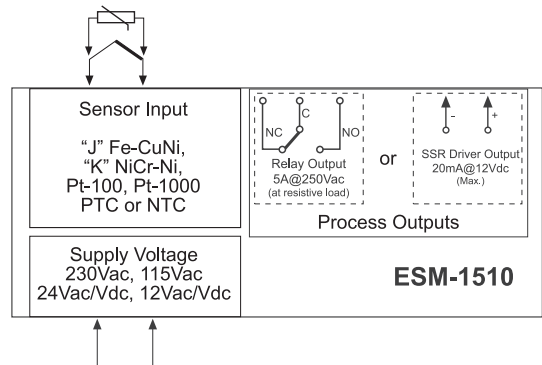 Sensor Input
“J” Fe-CuNi,
“K” NiCr-Ni,
Pt-100, Pt-1000
PTC or NTC
C
NC
NO
Relay Output
5A@250Vac
(at resistive load)
or
-
+
SSR Driver Output
20mA@12Vdc
(Max.)
Process Outputs
Supply Voltage
230Vac, 115Vac
24Vac/Vdc, 12Vac/Vdc
ESM-1510